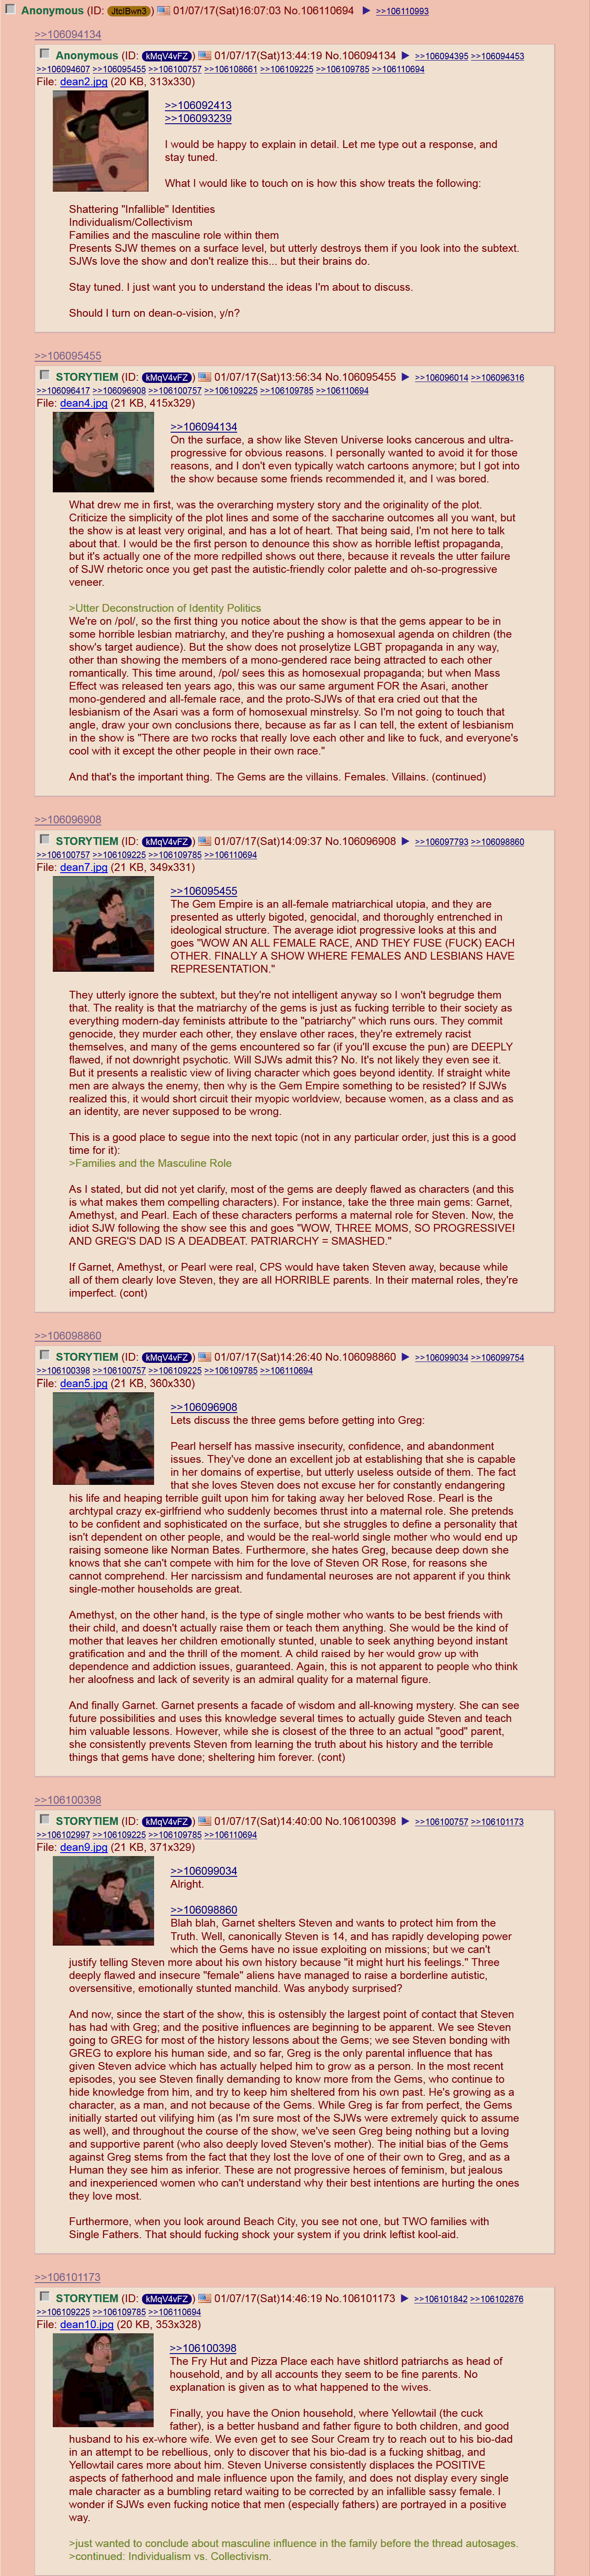 Anonymous (ID: JtclBwn3) 01/07/17(Sat)16:07:03 No.106110694 ▶ >>106110993
>>106094134
Anonymous (ID: kMqV4vFZ) 01/07/17(Sat)13:44:19 No.106094134 ▶ >>106094395 >>106094453
>>106094607 >>106095455 >>106100757 >>106108661 >>106109225 >>106109785 >>106110694
File: dean2.jpg (20 KB, 313x330)
>>106092413
>>106093239
I would be happy to explain in detail. Let me type out a response, and
stay tuned.
What I would like to touch on is how this show treats the following:
Shattering "Infallible" Identities
Individualism/Collectivism
Families and the masculine role within them
Presents SJW themes on a surface level, but utterly destroys them if you look into the subtext.
SJWs love the show and don't realize this... but their brains do.
Stay tuned. I just want you to understand the ideas I'm about to discuss.
Should I turn on dean-o-vision, y/n?
>>106095455
STORYTIEM (ID: kMqV4vFZ) 01/07/17(Sat)13:56:34 No.106095455 ▶ >>106096014 >>106096316
>>106096417 >>106096908 >>106100757 >>106109225 >>106109785 >>106110694
File: dean4.jpg (21 KB, 415x329)
>>106094134
On the surface, a show like Steven Universe looks cancerous and ultra-
progressive for obvious reasons. I personally wanted to avoid it for those
reasons, and I don't even typically watch cartoons anymore; but I got into
the show because some friends recommended it, and I was bored.
What drew me in first, was the overarching mystery story and the originality of the plot.
Criticize the simplicity of the plot lines and some of the saccharine outcomes all you want, but
the show is at least very original, and has a lot of heart. That being said, I'm not here to talk
about that. I would be the first person to denounce this show as horrible leftist propaganda,
but it's actually one of the more redpilled shows out there, because it reveals the utter failure
of SJW rhetoric once you get past the autistic-friendly color palette and oh-so-progressive
veneer.
>Utter Deconstruction of Identity Politics
We're on /pol/, so the first thing you notice about the show is that the gems appear to be in
some horrible lesbian matriarchy, and they're pushing a homosexual agenda on children (the
show's target audience). But the show does not proselytize LGBT propaganda in any way,
other than showing the members of a mono-gendered race being attracted to each other
romantically. This time around, /pol/ sees this as homosexual propaganda; but when Mass
Effect was released ten years ago, this was our same argument FOR the Asari, another
mono-gendered and all-female race, and the proto-SJWs of that era cried out that the
lesbianism of the Asari was a form of homosexual minstrelsy. So I'm not going to touch that
angle, draw your own conclusions there, because as far as I can tell, the extent of lesbianism
in the show is "There are two rocks that really love each other and like to fuck, and everyone's
cool with it except the other people in their own race."
And that's the important thing. The Gems are the villains. Females. Villains. (continued)
>>106096908
STORYTIEM (ID: kMqV4vFZ) 01/07/17(Sat)14:09:37 No.106096908 ▶ >>106097793 >>106098860
>>106100757 >>106109225 >>106109785 >>106110694
File: dean7.jpg (21 KB, 349x331)
>>106095455
The Gem Empire is an all-female matriarchical utopia, and they are
presented as utterly bigoted, genocidal, and thoroughly entrenched in
ideological structure. The average idiot progressive looks at this and
goes "WOW AN ALL FEMALE RACE, AND THEY FUSE (FUCK) EACH
OTHER. FINALLY A SHOW WHERE FEMALES AND LESBIANS HAVE
REPRESENTATION."
They utterly ignore the subtext, but they're not intelligent anyway so I won't begrudge them
that. The reality is that the matriarchy of the gems is just as fucking terrible to their society as
everything modern-day feminists attribute to the "patriarchy" which runs ours. They commit
genocide, they murder each other, they enslave other races, they're extremely racist
themselves, and many of the gems encountered so far (if you'll excuse the pun) are DEEPLY
flawed, if not downright psychotic. Will SJWs admit this? No. It's not likely they even see it.
But it presents a realistic view of living character which goes beyond identity. If straight white
men are always the enemy, then why is the Gem Empire something to be resisted? If SJWs
realized this, it would short circuit their myopic worldview, because women, as a class and as
an identity, are never supposed to be wrong.
This is a good place to segue into the next topic (not in any particular order, just this is a good
time for it):
>Families and the Masculine Role
As I stated, but did not yet clarify, most of the gems are deeply flawed as characters (and this
is what makes them compelling characters). For instance, take the three main gems: Garnet,
Amethyst, and Pearl. Each of these characters performs a maternal role for Steven. Now, the
idiot SJW following the show see this and goes "WOW, THREE MOMS, SO PROGRESSIVE!
AND GREG'S DAD IS A DEADBEAT. PATRIARCHY = SMASHED."
If Garnet, Amethyst, or Pearl were real, CPS would have taken Steven away, because while
all of them clearly love Steven, they are all HORRIBLE parents. In their maternal roles, they're
imperfect. (cont)
>>106098860
STORYTIEM (ID: kMqV4vFZ) 01/07/17(Sat)14:26:40 No.106098860 ▶ >>106099034 >>106099754
>>106100398 >>106100757 >>106109225 >>106109785 >>106110694
File: dean5.jpg (21 KB, 360x330)
>>106096908
Lets discuss the three gems before getting into Greg:
Pearl herself has massive insecurity, confidence, and abandonment
issues. They've done an excellent job at establishing that she is capable
in her domains of expertise, but utterly useless outside of them. The fact
that she loves Steven does not excuse her for constantly endangering
his life and heaping terrible guilt upon him for taking away her beloved Rose. Pearl is the
archtypal crazy ex-girlfriend who suddenly becomes thrust into a maternal role. She pretends
to be confident and sophisticated on the surface, but she struggles to define a personality that
isn't dependent on other people, and would be the real-world single mother who would end up
raising someone like Norman Bates. Furthermore, she hates Greg, because deep down she
knows that she can't compete with him for the love of Steven OR Rose, for reasons she
cannot comprehend. Her narcissism and fundamental neuroses are not apparent if you think
single-mother households are great.
Amethyst, on the other hand, is the type of single mother who wants to be best friends with
their child, and doesn't actually raise them or teach them anything. She would be the kind of
mother that leaves her children emotionally stunted, unable to seek anything beyond instant
gratification and and the thrill of the moment. A child raised by her would grow up with
dependence and addiction issues, guaranteed. Again, this is not apparent to people who think
her aloofness and lack of severity is an admiral quality for a maternal figure.
And finally Garnet. Garnet presents a facade of wisdom and all-knowing mystery. She can see
future possibilities and uses this knowledge several times to actually guide Steven and teach
him valuable lessons. However, while she is closest of the three to an actual "good" parent,
she consistently prevents Steven from learning the truth about his history and the terrible
things that gems have done; sheltering him forever. (cont)
>>106100398
STORYTIEM (ID: kMqV4vFZ) 01/07/17(Sat)14:40:00 No.106100398 ▶ >>106100757 >>106101173
>>106102997 >>106109225 >>106109785 >>106110694
File: dean9.jpg (21 KB, 371x329)
>>106099034
Alright.
>>106098860
Blah blah, Garnet shelters Steven and wants to protect him from the
Truth. Well, canonically Steven is 14, and has rapidly developing power
which the Gems have no issue exploiting on missions; but we can't
justify telling Steven more about his own history because "it might hurt his feelings." Three
deeply flawed and insecure "female" aliens have managed to raise a borderline autistic,
oversensitive, emotionally stunted manchild. Was anybody surprised?
And now, since the start of the show, this is ostensibly the largest point of contact that Steven
has had with Greg; and the positive influences are beginning to be apparent. We see Steven
going to GREG for most of the history lessons about the Gems; we see Steven bonding with
GREG to explore his human side, and so far, Greg is the only parental influence that has
given Steven advice which has actually helped him to grow as a person. In the most recent
episodes, you see Steven finally demanding to know more from the Gems, who continue to
hide knowledge from him, and try to keep him sheltered from his own past. He's growing as a
character, as a man, and not because of the Gems. While Greg is far from perfect, the Gems
initially started out vilifying him (as I'm sure most of the SJWs were extremely quick to assume
as well), and throughout the course of the show, we've seen Greg being nothing but a loving
and supportive parent (who also deeply loved Steven's mother). The initial bias of the Gems
against Greg stems from the fact that they lost the love of one of their own to Greg, and as a
Human they see him as inferior. These are not progressive heroes of feminism, but jealous
and inexperienced women who can't understand why their best intentions are hurting the ones
they love most.
Furthermore, when you look around Beach City, you see not one, but TWO families with
Single Fathers. That should fucking shock your system if you drink leftist kool-aid.
>>106101173
STORYTIEM (ID: kMqV4vFZ) 01/07/17(Sat)14:46:19 No.106101173 ▶ >>106101842 >>106102876
>>106109225 >>106109785 >>106110694
File: dean10.jpg (20 KB, 353x328)
>>106100398
The Fry Hut and Pizza Place each have shitlord patriarchs as head of
household, and by all accounts they seem to be fine parents. No
explanation is given as to what happened to the wives.
Finally, you have the Onion household, where Yellowtail (the cuck
father), is a better husband and father figure to both children, and good
husband to his ex-whore wife. We even get to see Sour Cream try to reach out to his bio-dad
in an attempt to be rebellious, only to discover that his bio-dad is a fucking shitbag, and
Yellowtail cares more about him. Steven Universe consistently displaces the POSITIVE
aspects of fatherhood and male influence upon the family, and does not display every single
male character as a bumbling retard waiting to be corrected by an infallible sassy female. I
wonder if SJWs even fucking notice that men (especially fathers) are portrayed in a positive
way.
>just wanted to conclude about masculine influence in the family before the thread autosages.
>continued: Individualism vs. Collectivism.